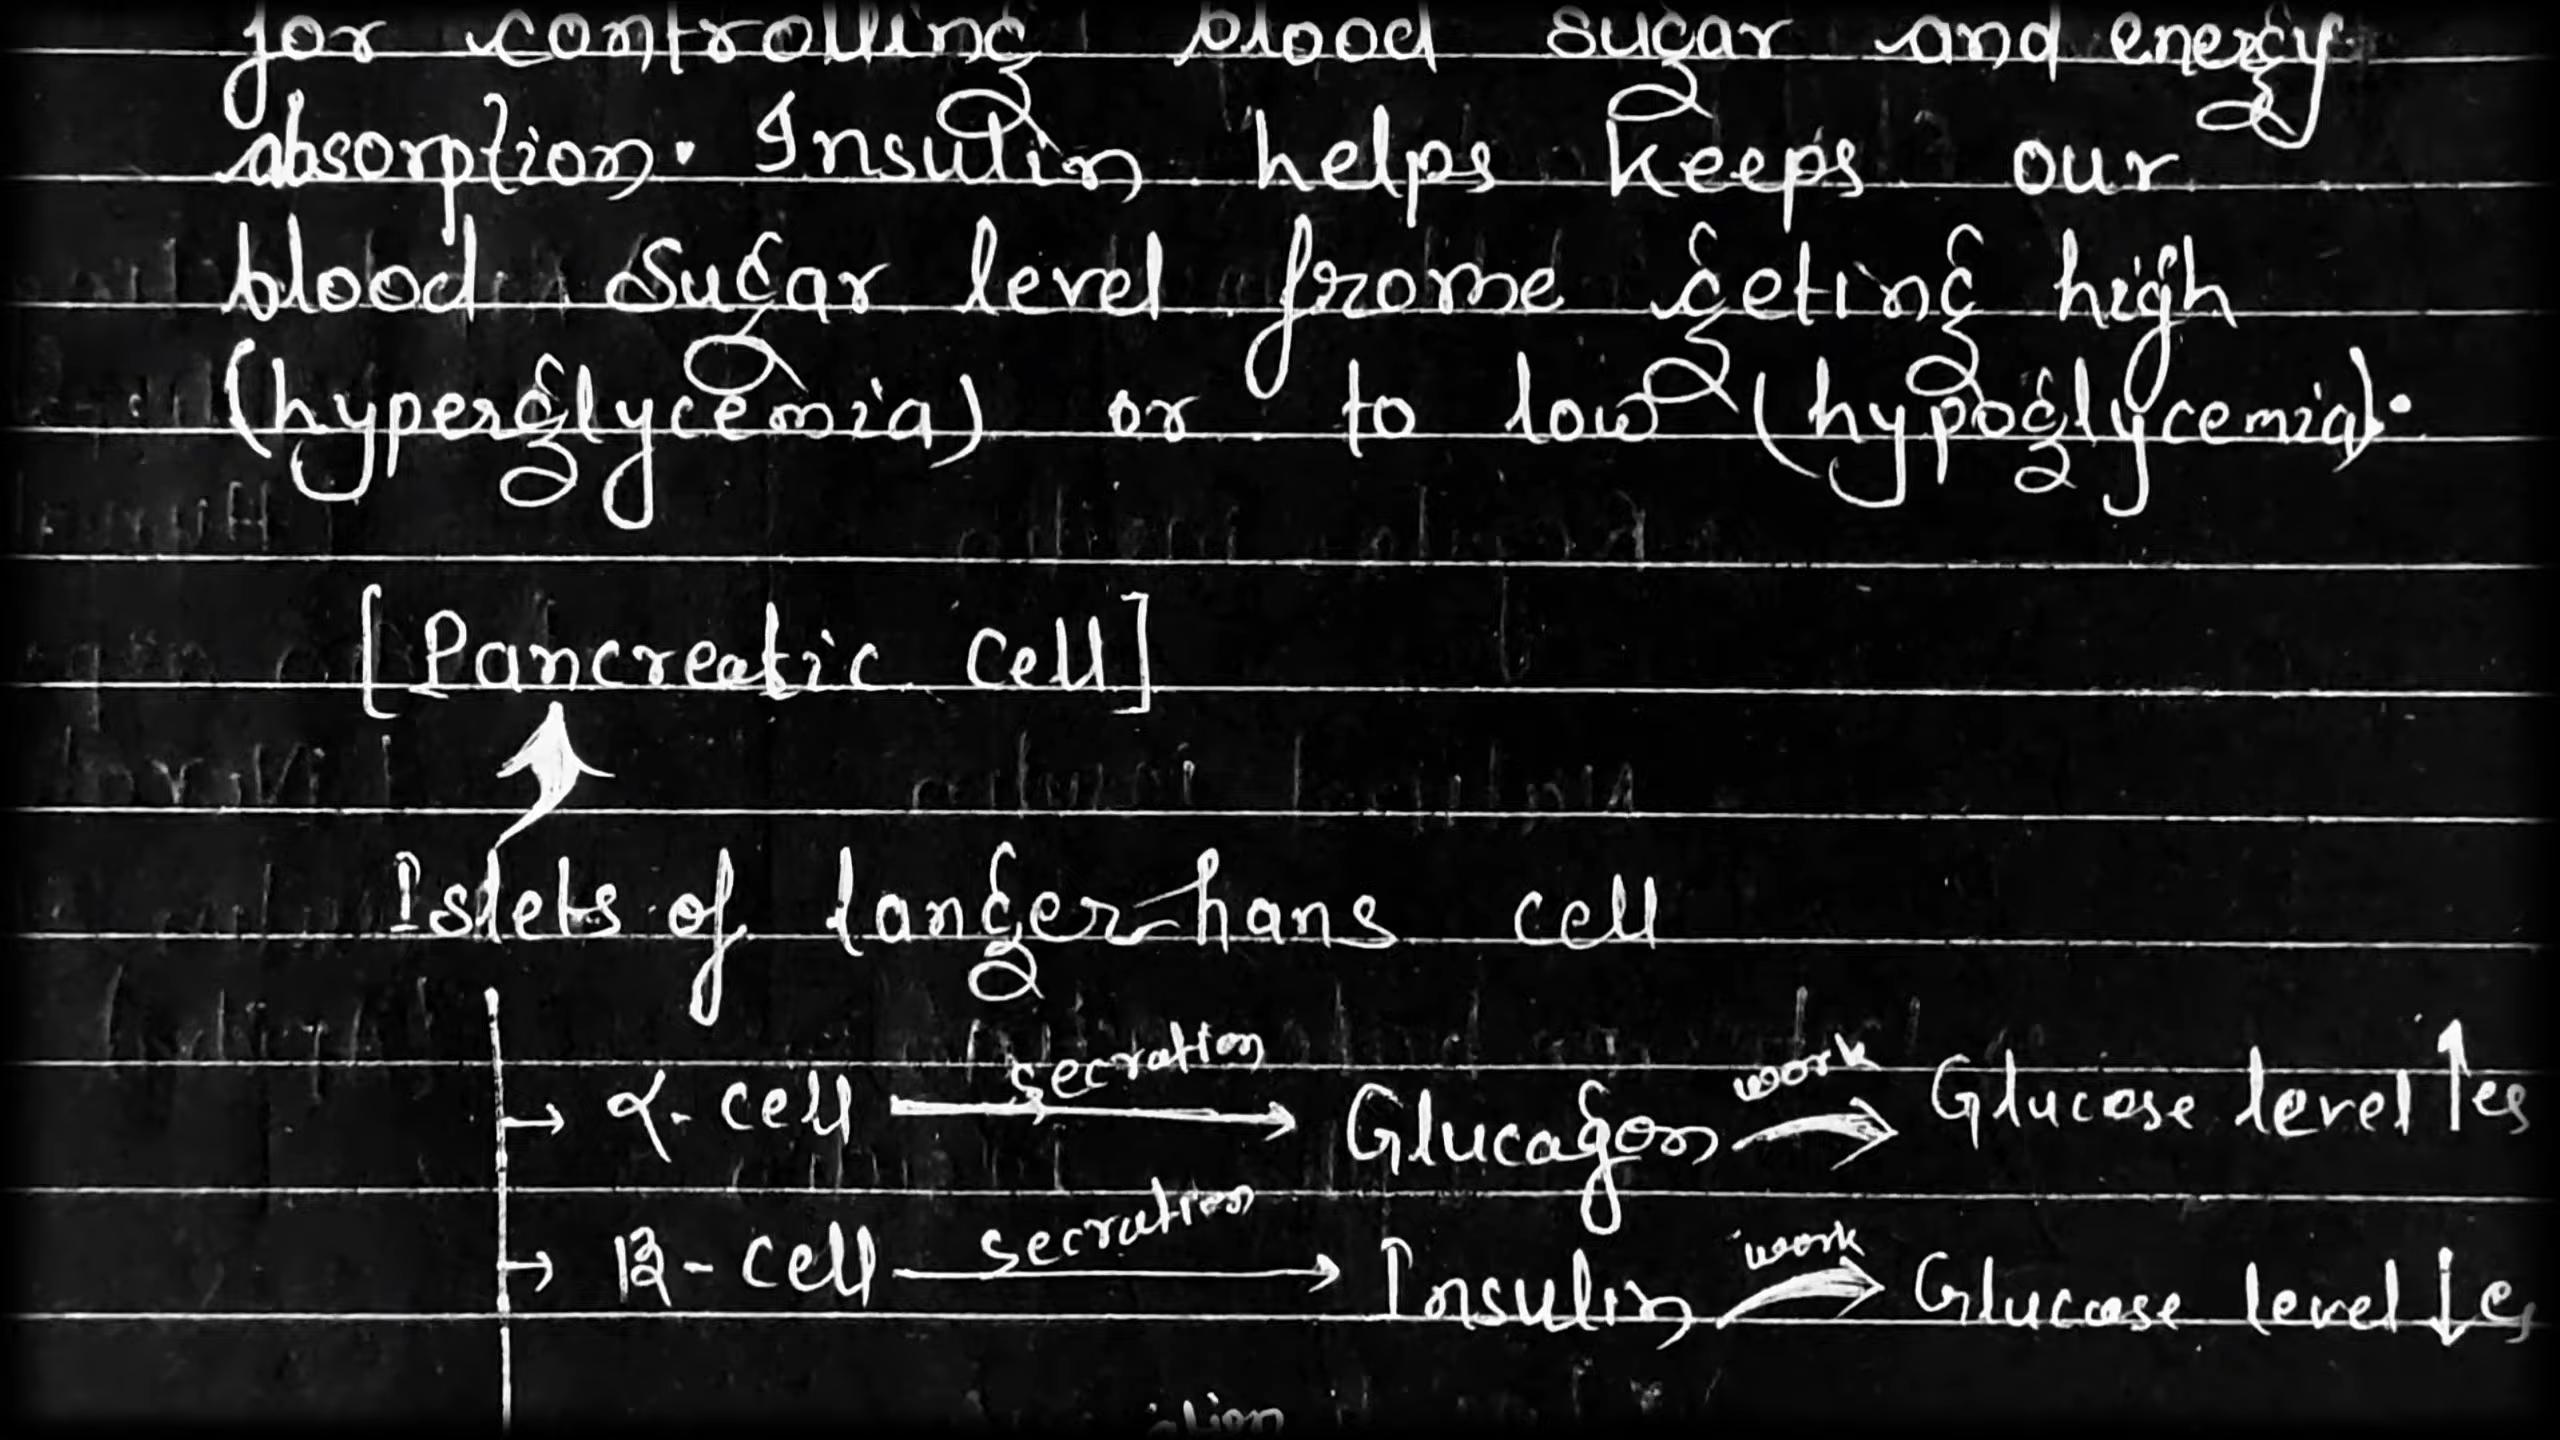 for controlling blood sugar and energy
absorption. Insulin helps keeps our
blood sugar level frome geting high
(hyperglycemia) or to low (hypoglycemia).
[Pancreatic cell]
Islets of langer-hans cell
→ α-cell secration → Glucagon work → Glucose level ↑es
→ β-cell secration → Insulin work → Glucose level ↓es